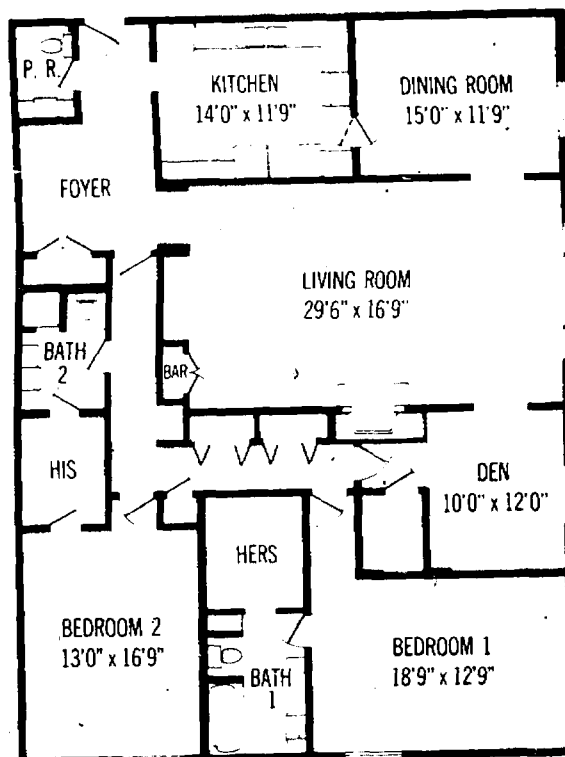 P. R.
KITCHEN
14'0" x 11'9"
DINING ROOM
15'0" x 11'9"
FOYER
LIVING ROOM
29'6" x 16'9"
BATH
2
BAR
HIS
DEN
10'0" x 12'0"
HERS
BEDROOM 2
13'0" x 16'9"
BATH
1
BEDROOM 1
18'9" x 12'9"